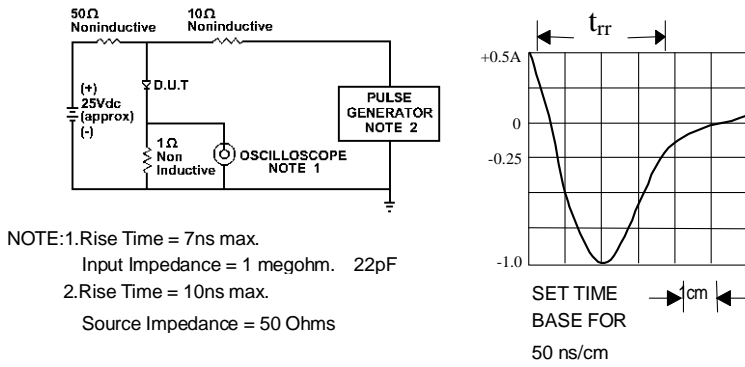 50Ω
Noninductive
10Ω
Noninductive
(+)
25Vdc
(approx)
(-)
D.U.T
PULSE
GENERATOR
NOTE 2
1Ω
Non
Inductive
OSCILLOSCOPE
NOTE 1
NOTE:1.Rise Time = 7ns max.
Input Impedance = 1 megohm. 22pF
2.Rise Time = 10ns max.
Source Impedance = 50 Ohms
trr
+0.5A
0
-0.25
-1.0
SET TIME
BASE FOR
50 ns/cm
1cm